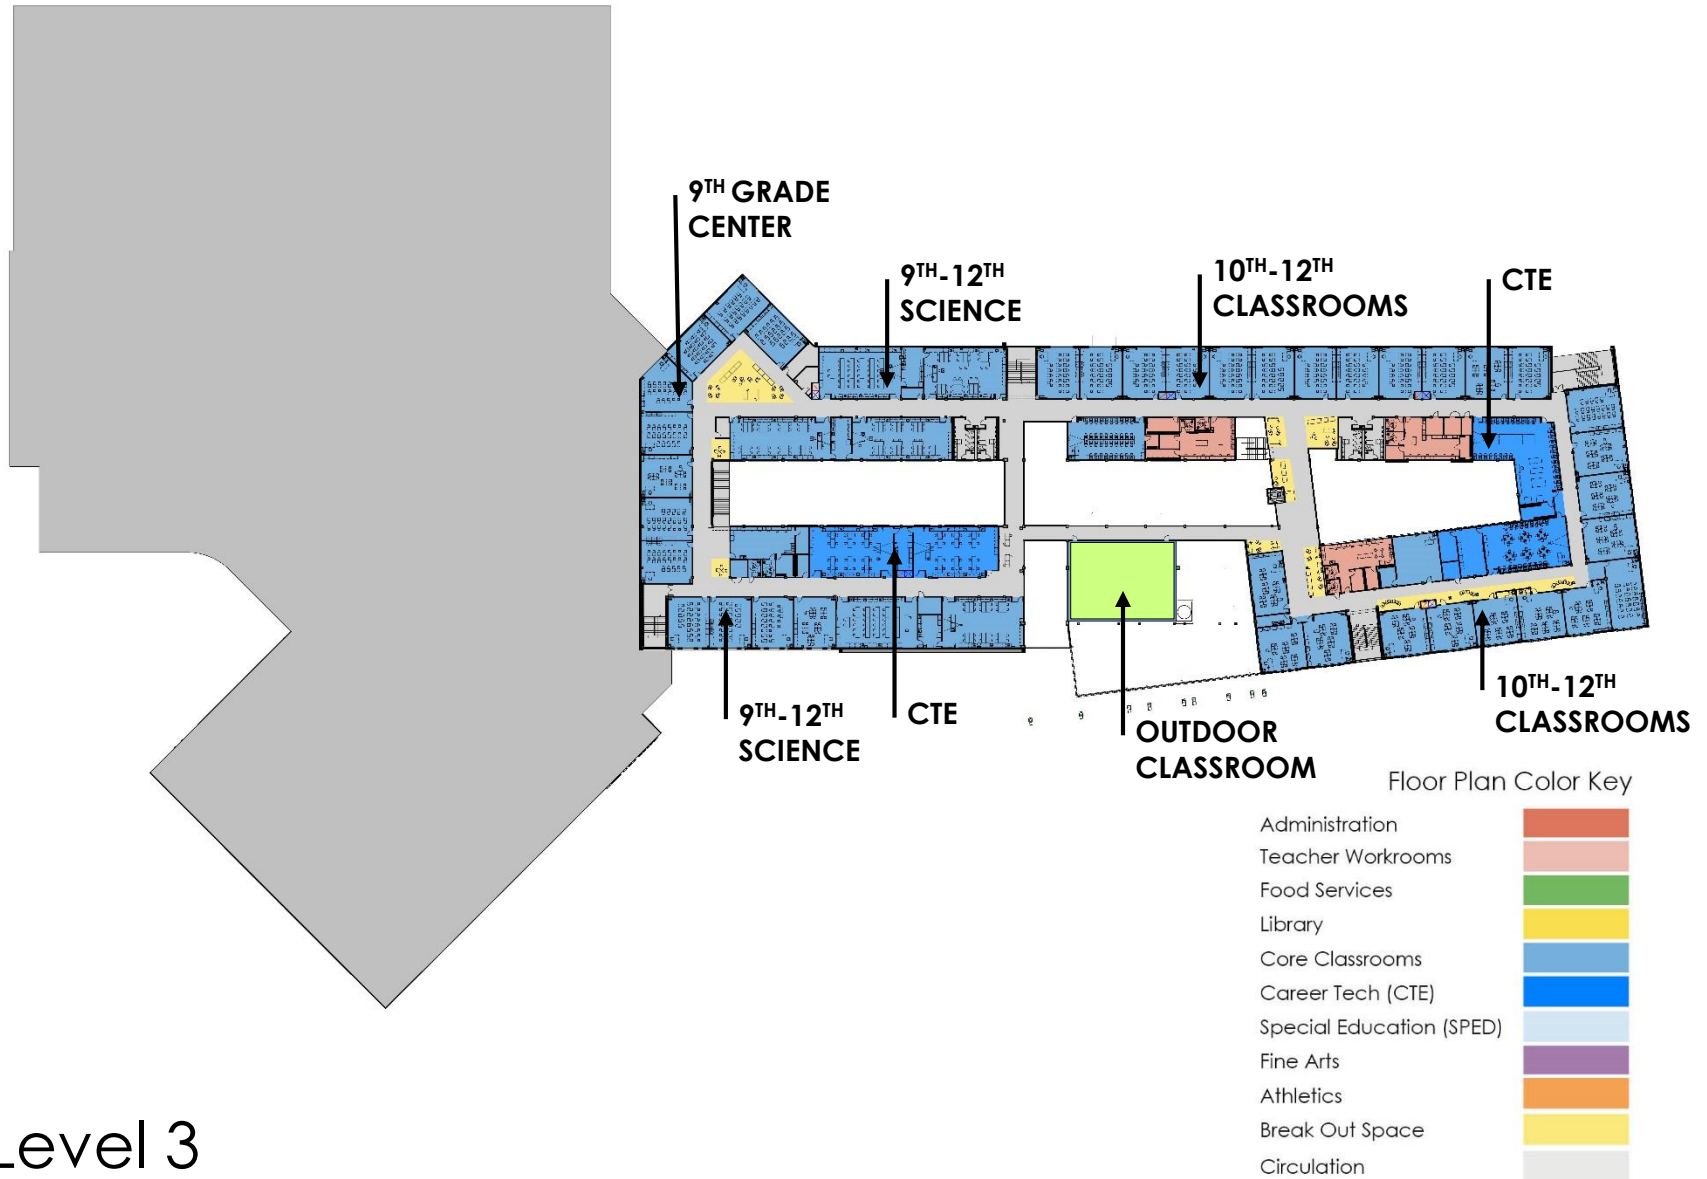 9TH GRADE
CENTER
9TH-12TH
SCIENCE
10TH-12TH
CLASSROOMS
CTE
9TH-12TH
SCIENCE
CTE
OUTDOOR
CLASSROOM
10TH-12TH
CLASSROOMS
Floor Plan Color Key
Administration
Teacher Workrooms
Food Services
Library
Core Classrooms
Career Tech (CTE)
Special Education (SPED)
Fine Arts
Athletics
Break Out Space
Circulation
Level 3